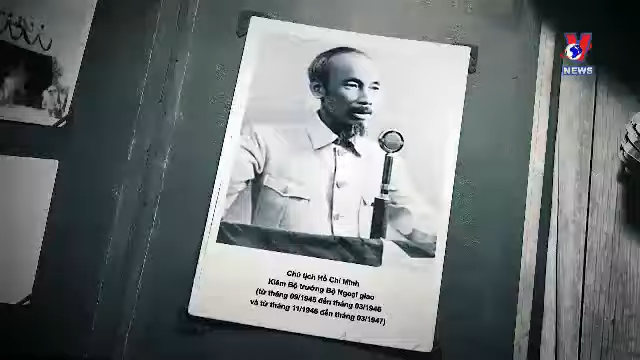 V
NEWS
Chủ tịch Hồ Chí Minh
Kiêm Bộ trưởng Bộ Ngoại giao
(từ tháng 09/1945 đến tháng 03/1946
và từ tháng 11/1946 đến tháng 03/1947)